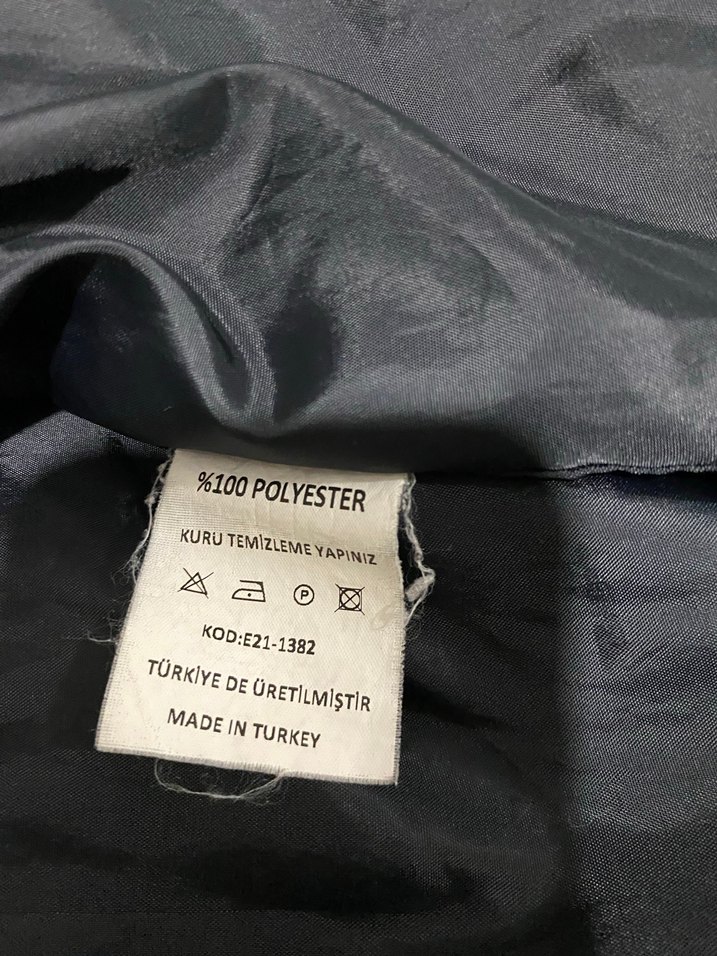 %100 POLYESTER
KURU TEMİZLEME YAPINIZ
P
KOD:E21-1382
TÜRKİYE DE ÜRETİLMİŞTİR
MADE IN TURKEY